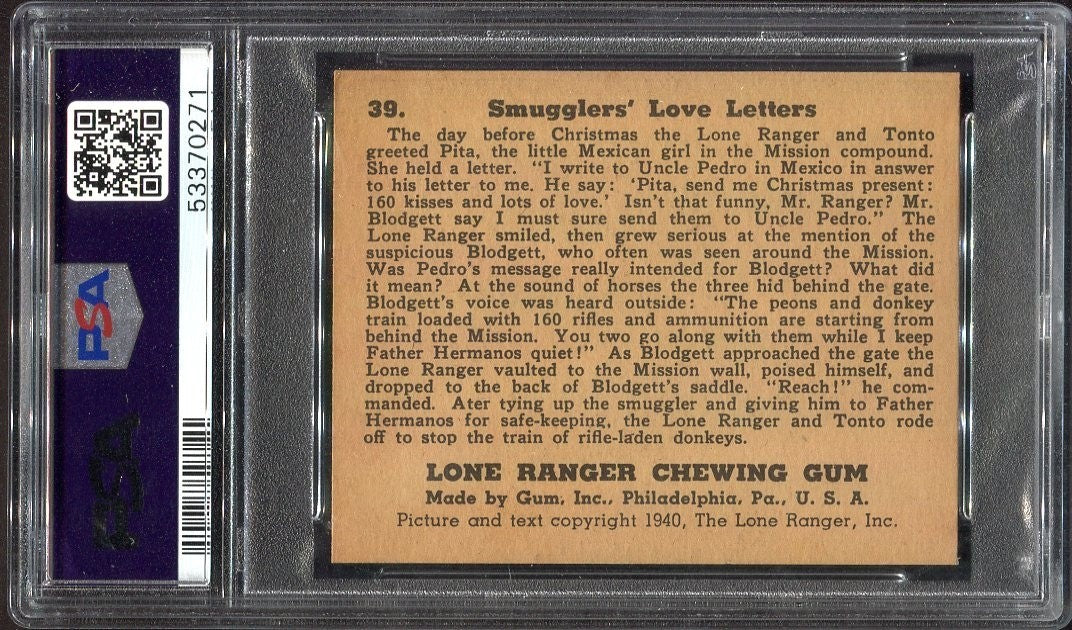 39. Smugglers' Love Letters
The day before Christmas the Lone Ranger and Tonto
greeted Pita, the little Mexican girl in the Mission compound.
She held a letter. "I write to Uncle Pedro in Mexico in answer
to his letter to me. He say: 'Pita, send me Christmas present:
160 kisses and lots of love.' Isn't that funny, Mr. Ranger? Mr.
Blodgett say I must sure send them to Uncle Pedro." The
Lone Ranger smiled, then grew serious at the mention of the
suspicious Blodgett, who often was seen around the Mission.
Was Pedro's message really intended for Blodgett? What did
it mean? At the sound of horses the three hid behind the gate.
Blodgett's voice was heard outside: "The peons and donkey
train loaded with 160 rifles and ammunition are starting from
behind the Mission. You two go along with them while I keep
Father Hermanos quiet!" As Blodgett approached the gate the
Lone Ranger vaulted to the Mission wall, poised himself, and
dropped to the back of Blodgett's saddle. "Reach!" he com-
manded. Ater tying up the smuggler and giving him to Father
Hermanos for safe-keeping, the Lone Ranger and Tonto rode
off to stop the train of rifle-laden donkeys.
LONE RANGER CHEWING GUM
Made by Gum, Inc., Philadelphia, Pa., U. S. A.
Picture and text copyright 1940, The Lone Ranger, Inc.
53370271
PSA
PSA